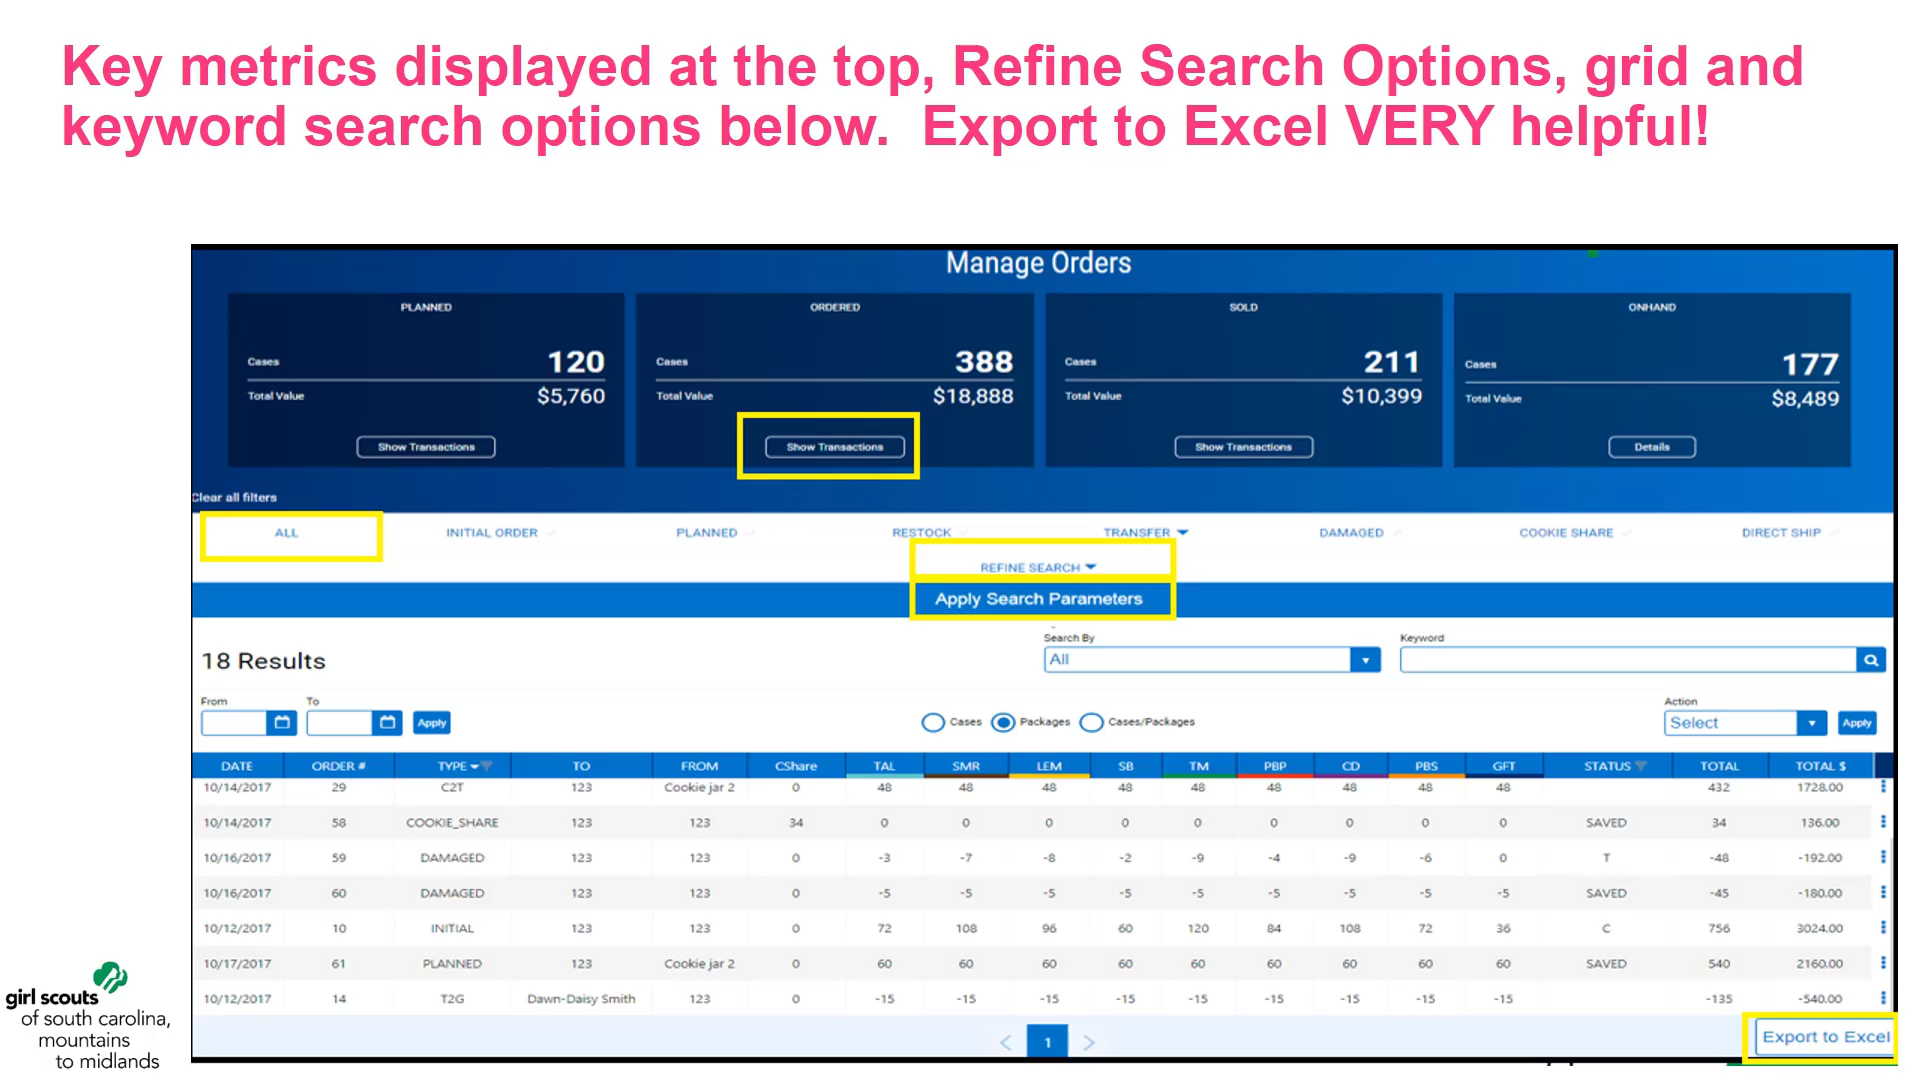 Key metrics displayed at the top, Refine Search Options, grid and
keyword search options below.  Export to Excel VERY helpful!
Manage Orders
PLANNED ORDERED SOLD ONHAND
Cases 120 Cases 388 Cases 211 Cases 177
Total Value $5,760 Total Value $18,888 Total Value $10,399 Total Value $8,489
Show Transactions Show Transactions Show Transactions Details
Clear all filters
ALL INITIAL ORDER PLANNED RESTOCK TRANSFER DAMAGED COOKIE SHARE DIRECT SHIP
REFINE SEARCH
Apply Search Parameters
Search By Keyword
18 Results All
From To Action
Apply Cases Packages Cases/Packages Select Apply
DATE ORDER # TYPE TO FROM CShare TAL SMR LEM SB TM PBP CD PBS GFT STATUS TOTAL TOTAL $
10/14/2017 29 C2T 123 Cookie jar 2 0 48 48 48 48 48 48 48 48 48 432 1728.00
10/14/2017 58 COOKIE_SHARE 123 123 34 0 0 0 0 0 0 0 0 0 SAVED 34 136.00
10/16/2017 59 DAMAGED 123 123 0 -3 -7 -8 -2 -9 -4 -9 -6 0 T -48 -192.00
10/16/2017 60 DAMAGED 123 123 0 -5 -5 -5 -5 -5 -5 -5 -5 -5 SAVED -45 -180.00
10/12/2017 10 INITIAL 123 123 0 72 108 96 60 120 84 108 72 36 C 756 3024.00
10/17/2017 61 PLANNED 123 Cookie jar 2 0 60 60 60 60 60 60 60 60 60 SAVED 540 2160.00
10/12/2017 14 T2G Dawn-Daisy Smith 123 0 -15 -15 -15 -15 -15 -15 -15 -15 -15 -135 -540.00
< 1 >
Export to Excel
girl scouts
of south carolina,
mountains
to midlands